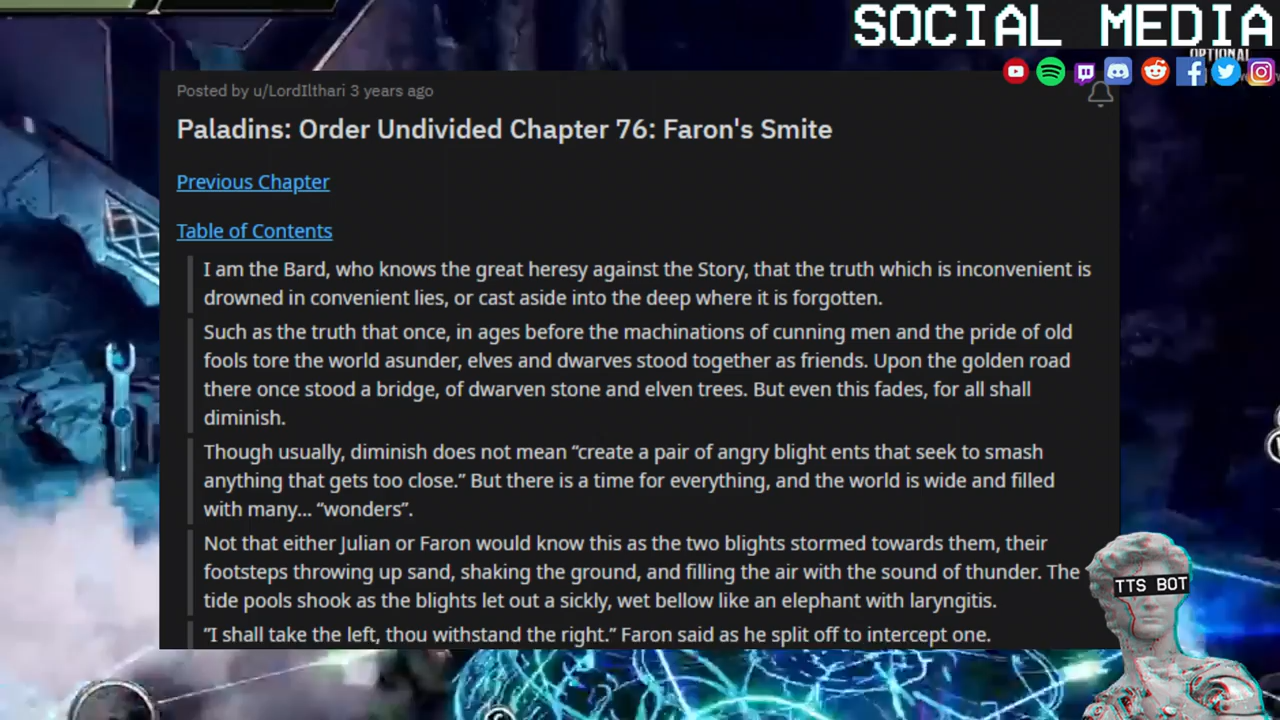 SOCIAL MEDIA
OPTIONAL
Posted by u/LordIlthari 3 years ago
Paladins: Order Undivided Chapter 76: Faron's Smite
Previous Chapter
Table of Contents
I am the Bard, who knows the great heresy against the Story, that the truth which is inconvenient is
drowned in convenient lies, or cast aside into the deep where it is forgotten.
Such as the truth that once, in ages before the machinations of cunning men and the pride of old
fools tore the world asunder, elves and dwarves stood together as friends. Upon the golden road
there once stood a bridge, of dwarven stone and elven trees. But even this fades, for all shall
diminish.
Though usually, diminish does not mean “create a pair of angry blight ents that seek to smash
anything that gets too close.” But there is a time for everything, and the world is wide and filled
with many... “wonders”.
Not that either Julian or Faron would know this as the two blights stormed towards them, their
footsteps throwing up sand, shaking the ground, and filling the air with the sound of thunder. The
tide pools shook as the blights let out a sickly, wet bellow like an elephant with laryngitis.
”I shall take the left, thou withstand the right.” Faron said as he split off to intercept one.
TTS BOT